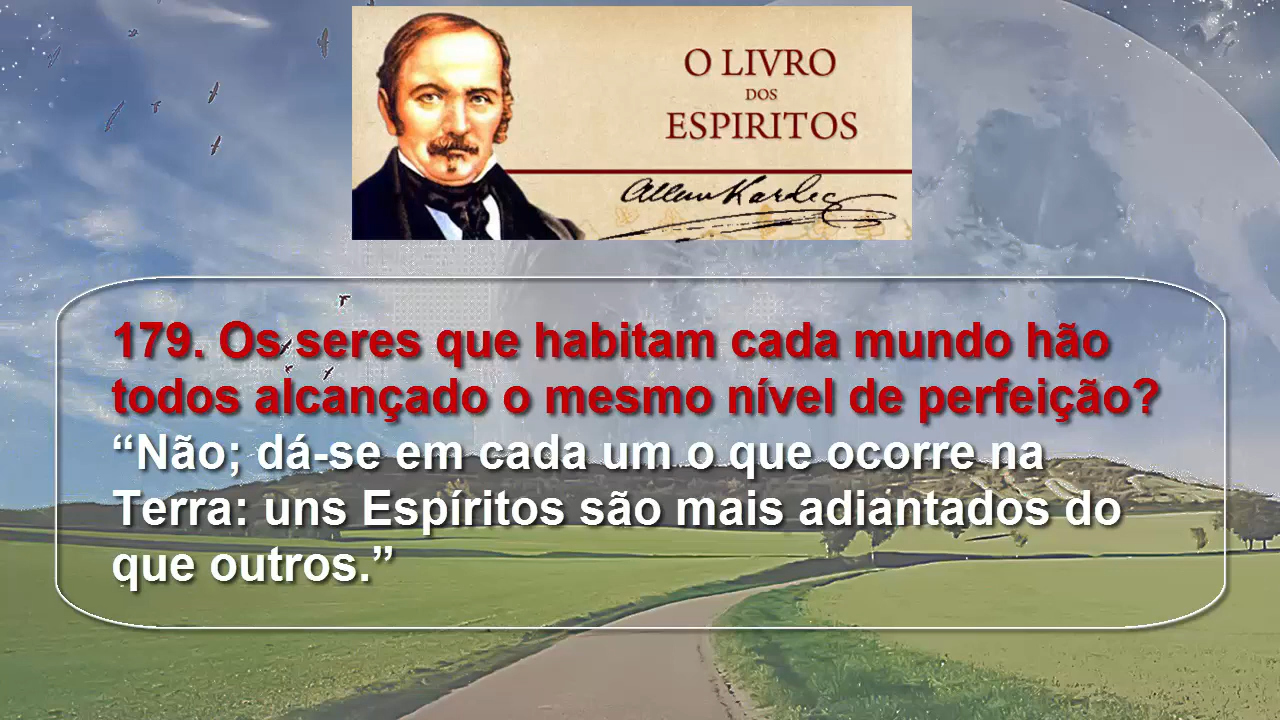 O LIVRO
DOS
ESPIRITOS
Allan Kardec
179. Os seres que habitam cada mundo hão
todos alcançado o mesmo nível de perfeição?
“Não; dá-se em cada um o que ocorre na
Terra: uns Espíritos são mais adiantados do
que outros.”